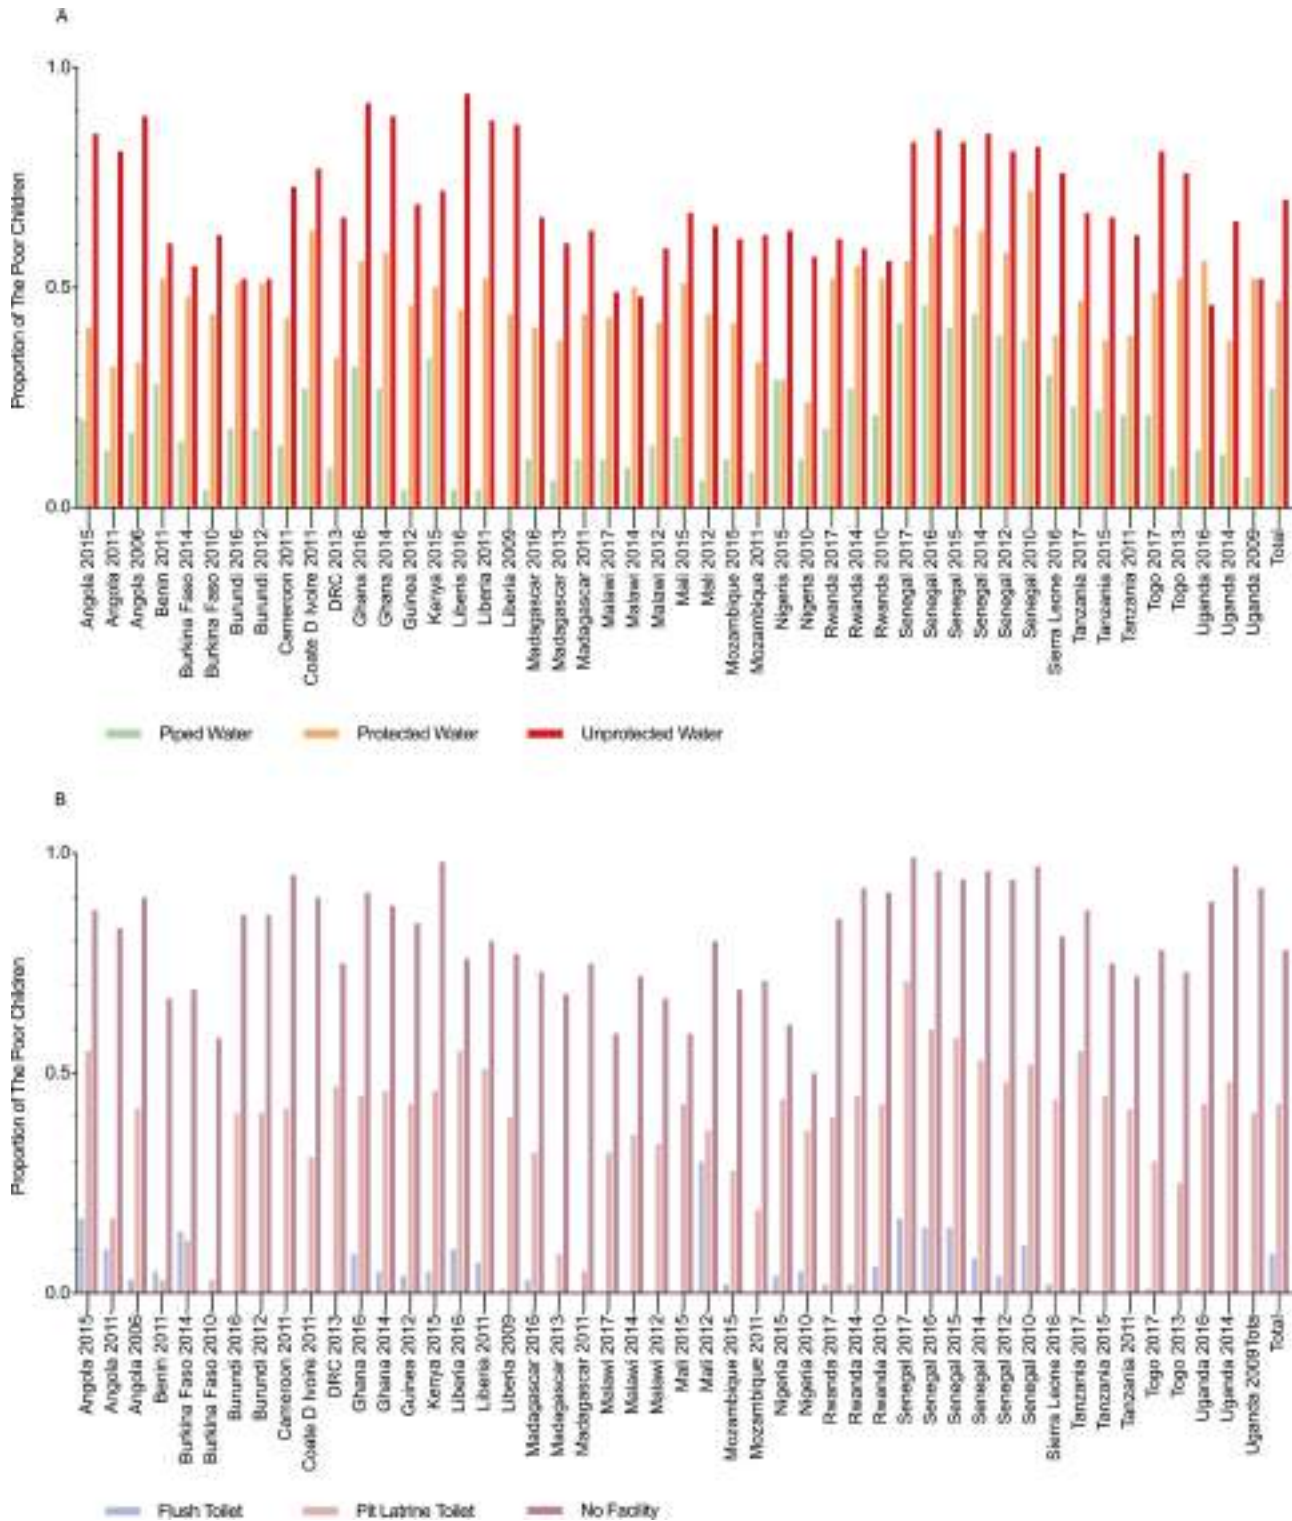 A
Proportion of The Poor Children
1.0
0.5
0.0
Angola 2015
Angola 2011
Angola 2006
Benin 2011
Burkina Faso 2014
Burkina Faso 2010
Burundi 2016
Burundi 2012
Cameroon 2011
Coate D Ivoire 2011
DRC 2013
Ghana 2016
Ghana 2014
Guinea 2012
Kenya 2015
Liberia 2016
Liberia 2011
Liberia 2009
Madagascar 2016
Madagascar 2013
Madagascar 2011
Malawi 2017
Malawi 2014
Malawi 2012
Mali 2015
Mali 2012
Mozambique 2015
Mozambique 2011
Nigeria 2015
Nigeria 2010
Rwanda 2017
Rwanda 2014
Rwanda 2010
Senegal 2017
Senegal 2016
Senegal 2015
Senegal 2014
Senegal 2012
Senegal 2010
Sierra Leone 2016
Tanzania 2017
Tanzania 2015
Tanzania 2011
Togo 2017
Togo 2013
Uganda 2016
Uganda 2014
Uganda 2009
Total
Piped Water Protected Water Unprotected Water
B
Proportion of The Poor Children
1.0
0.5
0.0
Angola 2015
Angola 2011
Angola 2006
Benin 2011
Burkina Faso 2014
Burkina Faso 2010
Burundi 2016
Burundi 2012
Cameroon 2011
Coate D Ivoire 2011
DRC 2013
Ghana 2016
Ghana 2014
Guinea 2012
Kenya 2015
Liberia 2016
Liberia 2011
Liberia 2009
Madagascar 2016
Madagascar 2013
Madagascar 2011
Malawi 2017
Malawi 2014
Malawi 2012
Mali 2015
Mali 2012
Mozambique 2015
Mozambique 2011
Nigeria 2015
Nigeria 2010
Rwanda 2017
Rwanda 2014
Rwanda 2010
Senegal 2017
Senegal 2016
Senegal 2015
Senegal 2014
Senegal 2012
Senegal 2010
Sierra Leone 2016
Tanzania 2017
Tanzania 2015
Tanzania 2011
Togo 2017
Togo 2013
Uganda 2016
Uganda 2014
Uganda 2009Tota
Total
Flush Toilet Pit Latrine Toilet No Facility